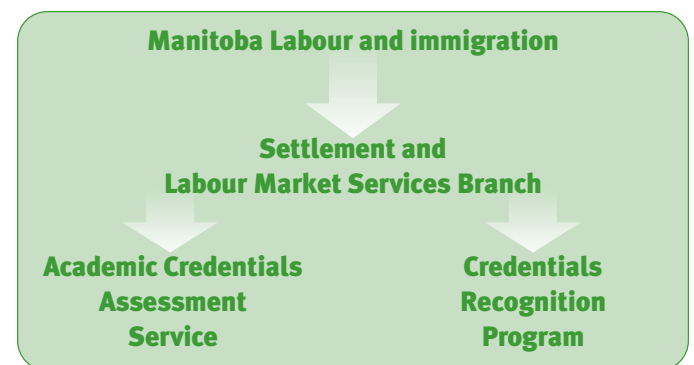 Manitoba Labour and immigration
Settlement and
Labour Market Services Branch
Academic Credentials
Assessment
Service
Credentials
Recognition
Program